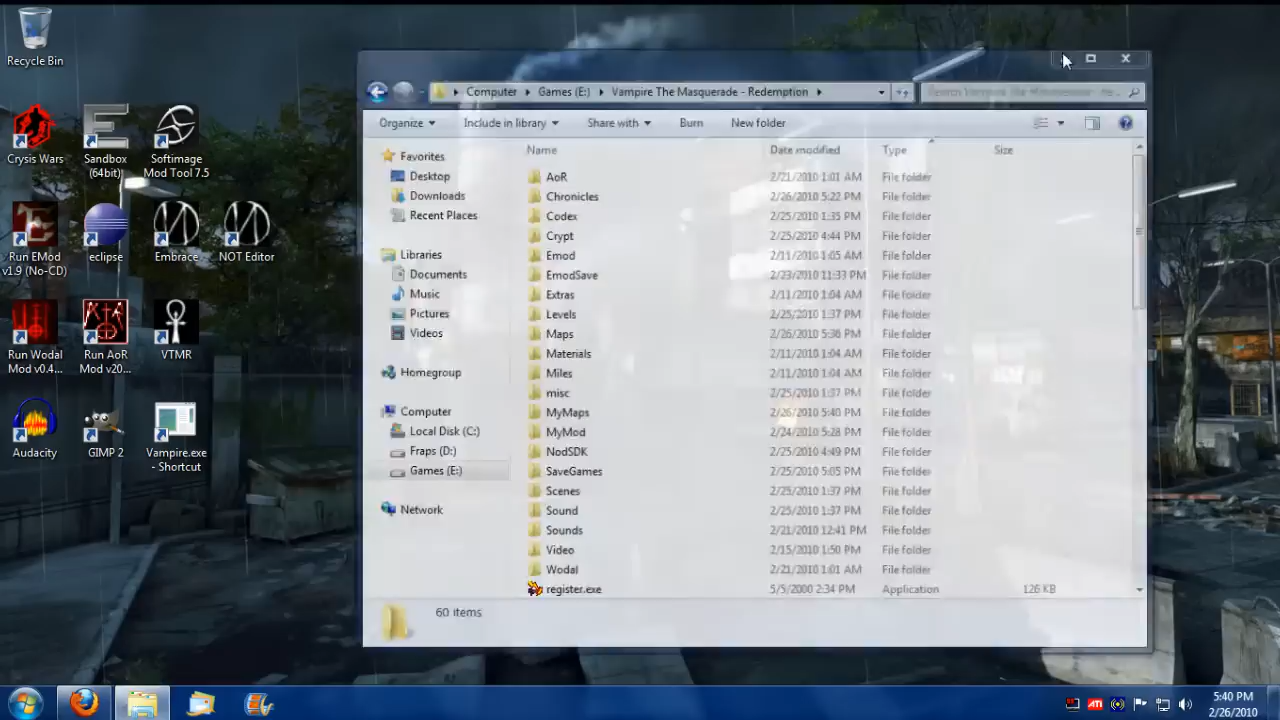 Recycle Bin
Crysis Wars
Sandbox (64bit)
Softimage Mod Tool 7.5
Run EMod v1.9 (No-CD)
eclipse
Embrace
NOT Editor
Run Wodal Mod v0.4...
Run AoR Mod v20...
VTMR
Audacity
GIMP 2
Vampire.exe - Shortcut
Computer Games (E:) Vampire The Masquerade - Redemption
Search Vampire The Masquerade - Re...
Organize Include in library Share with Burn New folder
Favorites
Desktop
Downloads
Recent Places
Libraries
Documents
Music
Pictures
Videos
Homegroup
Computer
Local Disk (C:)
Fraps (D:)
Games (E:)
Network
Name Date modified Type Size
AoR 2/21/2010 1:01 AM File folder
Chronicles 2/26/2010 5:22 PM File folder
Codex 2/25/2010 1:35 PM File folder
Crypt 2/25/2010 4:44 PM File folder
Emod 2/11/2010 1:05 AM File folder
EmodSave 2/23/2010 11:33 PM File folder
Extras 2/11/2010 1:04 AM File folder
Levels 2/25/2010 1:37 PM File folder
Maps 2/26/2010 5:36 PM File folder
Materials 2/11/2010 1:04 AM File folder
Miles 2/11/2010 1:04 AM File folder
misc 2/25/2010 1:37 PM File folder
MyMaps 2/26/2010 5:40 PM File folder
MyMod 2/24/2010 5:28 PM File folder
NodSDK 2/25/2010 4:49 PM File folder
SaveGames 2/25/2010 5:05 PM File folder
Scenes 2/25/2010 1:37 PM File folder
Sound 2/25/2010 1:37 PM File folder
Sounds 2/21/2010 12:41 PM File folder
Video 2/15/2010 1:50 PM File folder
Wodal 2/21/2010 1:01 AM File folder
register.exe 5/5/2000 2:34 PM Application 126 KB
60 items
ATI
5:40 PM
2/26/2010